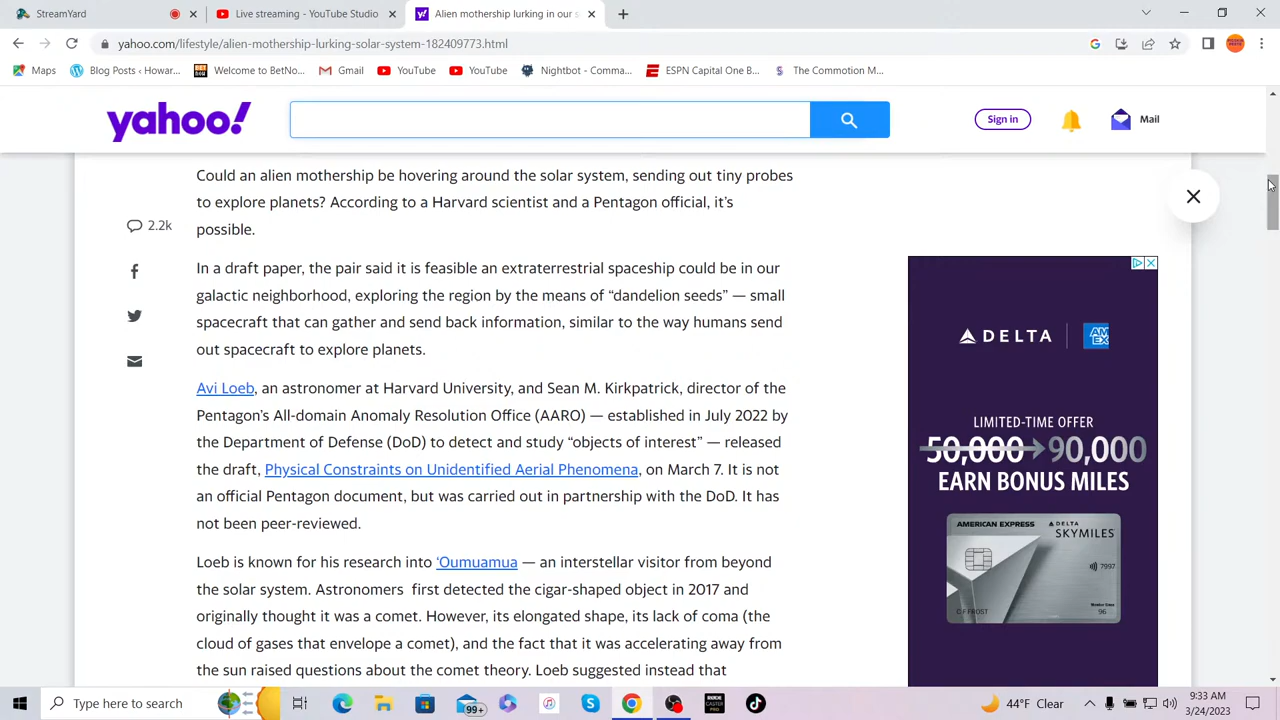 StreamYard
Live streaming - YouTube Studio
Alien mothership lurking in our s
yahoo.com/lifestyle/alien-mothership-lurking-solar-system-182409773.html
Maps
Blog Posts ‹ Howar...
Welcome to BetNo...
Gmail
YouTube
YouTube
Nightbot - Comma...
ESPN Capital One B...
The Commotion M...
yahoo!
Sign in
Mail
Could an alien mothership be hovering around the solar system, sending out tiny probes
to explore planets? According to a Harvard scientist and a Pentagon official, it's
possible.
2.2k
In a draft paper, the pair said it is feasible an extraterrestrial spaceship could be in our
galactic neighborhood, exploring the region by the means of “dandelion seeds” — small
spacecraft that can gather and send back information, similar to the way humans send
out spacecraft to explore planets.
Avi Loeb, an astronomer at Harvard University, and Sean M. Kirkpatrick, director of the
Pentagon's All-domain Anomaly Resolution Office (AARO) — established in July 2022 by
the Department of Defense (DoD) to detect and study “objects of interest” — released
the draft, Physical Constraints on Unidentified Aerial Phenomena, on March 7. It is not
an official Pentagon document, but was carried out in partnership with the DoD. It has
not been peer-reviewed.
Loeb is known for his research into ‘Oumuamua — an interstellar visitor from beyond
the solar system. Astronomers first detected the cigar-shaped object in 2017 and
originally thought it was a comet. However, its elongated shape, its lack of coma (the
cloud of gases that envelope a comet), and the fact that it was accelerating away from
the sun raised questions about the comet theory. Loeb suggested instead that
DELTA
AM
EX
LIMITED-TIME OFFER
50,000 → 90,000
EARN BONUS MILES
AMERICAN EXPRESS
DELTA
SKYMILES
7997
C F FROST
96
Type here to search
99+
44°F Clear
9:33 AM
3/24/2023